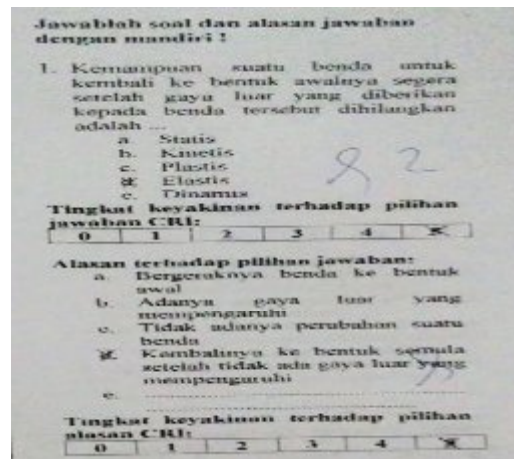 Jawablah soal dan alasan jawaban
dengan mandiri !
1. Kemampuan suatu benda untuk
kembali ke bentuk awalnya segera
setelah gaya luar yang diberikan
kepada benda tersebut dihilangkan
adalah ...
a. Statis
b. Kinetis
c. Plastis
Elastis
e. Dinamus
Tingkat keyakinan terhadap pilihan
jawaban CRI:
0 1 2 3 4
Alasan terhadap pilihan jawaban:
a. Bergeraknya benda ke bentuk
awal
b. Adanya gaya luar yang
mempengaruhi
c. Tidak adanya perubahan suatu
benda
Kembalinya ke bentuk semula
setelah tidak ada gaya luar yang
mempengaruhi
e. ..............................
Tingkat keyakinan terhadap pilihan
alasan CRI:
0 1 2 3 4